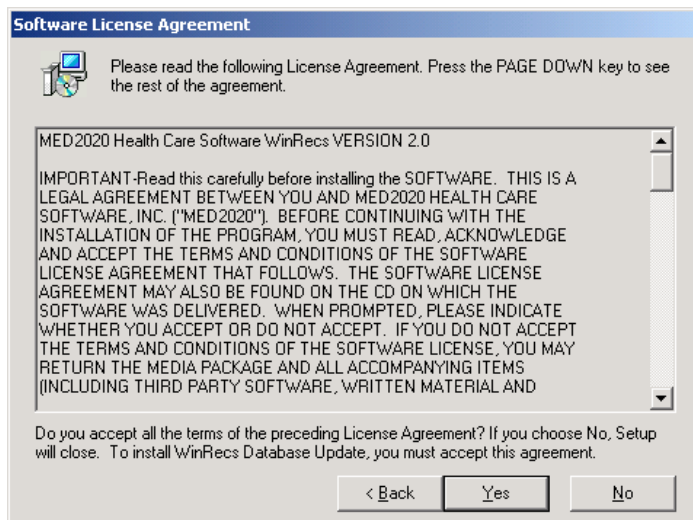 Software License Agreement
Please read the following License Agreement. Press the PAGE DOWN key to see
the rest of the agreement.
MED2020 Health Care Software WinRecs VERSION 2.0
IMPORTANT-Read this carefully before installing the SOFTWARE.  THIS IS A
LEGAL AGREEMENT BETWEEN YOU AND MED2020 HEALTH CARE
SOFTWARE, INC. ("MED2020").  BEFORE CONTINUING WITH THE
INSTALLATION OF THE PROGRAM, YOU MUST READ, ACKNOWLEDGE
AND ACCEPT THE TERMS AND CONDITIONS OF THE SOFTWARE
LICENSE AGREEMENT THAT FOLLOWS.  THE SOFTWARE LICENSE
AGREEMENT MAY ALSO BE FOUND ON THE CD ON WHICH THE
SOFTWARE WAS DELIVERED.  WHEN PROMPTED, PLEASE INDICATE
WHETHER YOU ACCEPT OR DO NOT ACCEPT.  IF YOU DO NOT ACCEPT
THE TERMS AND CONDITIONS OF THE SOFTWARE LICENSE, YOU MAY
RETURN THE MEDIA PACKAGE AND ALL ACCOMPANYING ITEMS
(INCLUDING THIRD PARTY SOFTWARE, WRITTEN MATERIAL AND
Do you accept all the terms of the preceding License Agreement? If you choose No, Setup
will close.  To install WinRecs Database Update, you must accept this agreement.
< Back
Yes
No